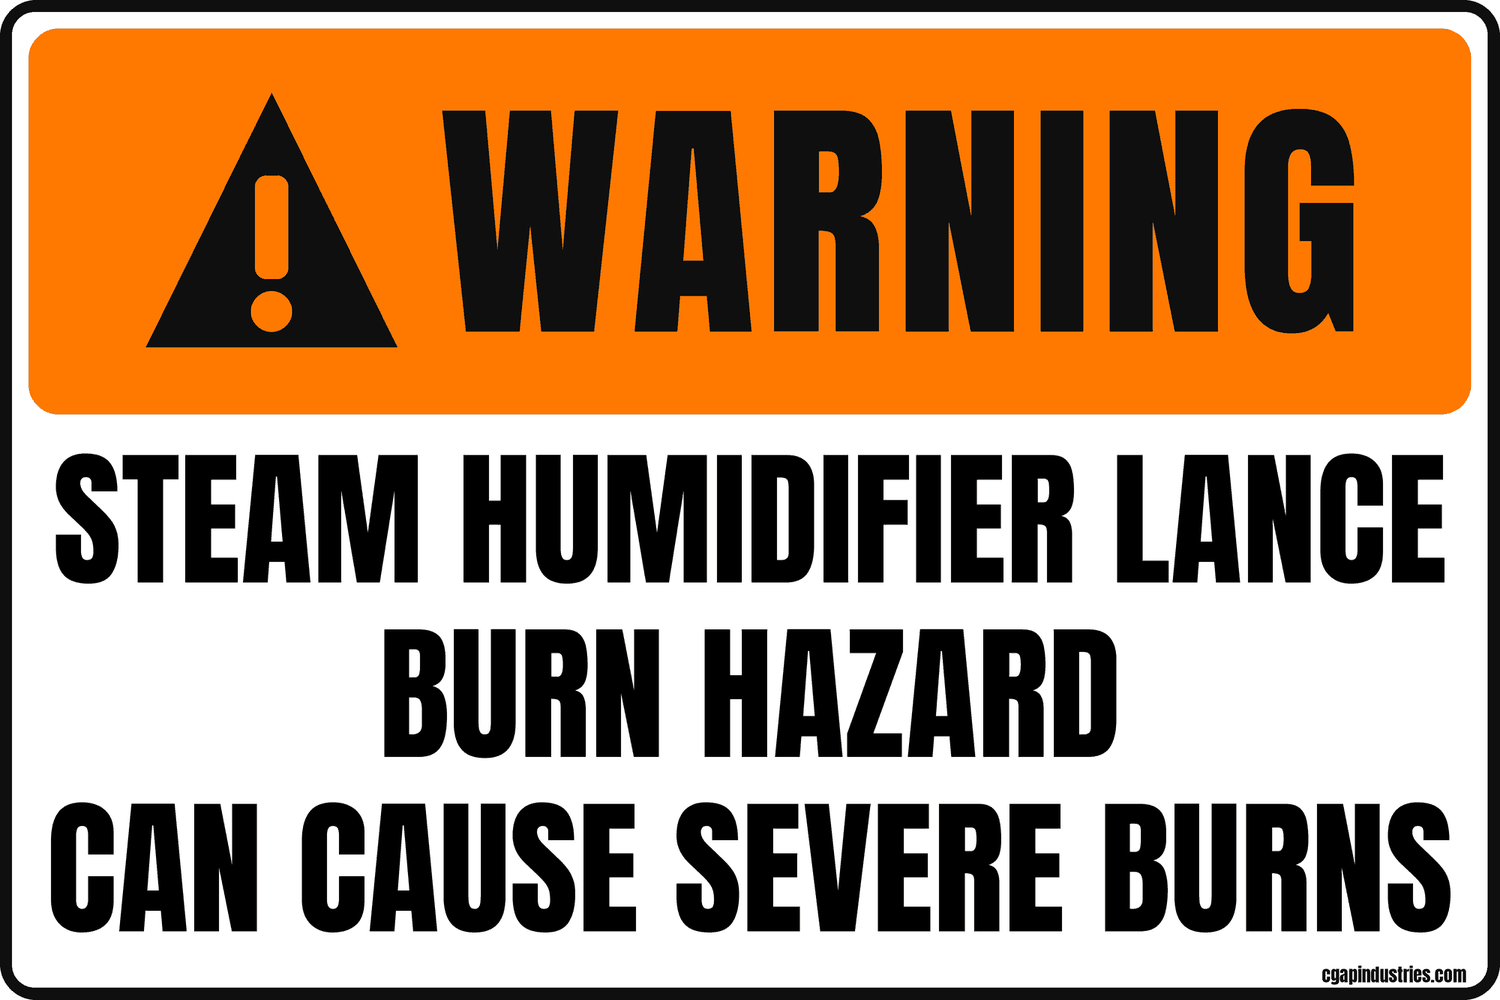 WARNING
STEAM HUMIDIFIER LANCE
BURN HAZARD
CAN CAUSE SEVERE BURNS
cgapindustries.com